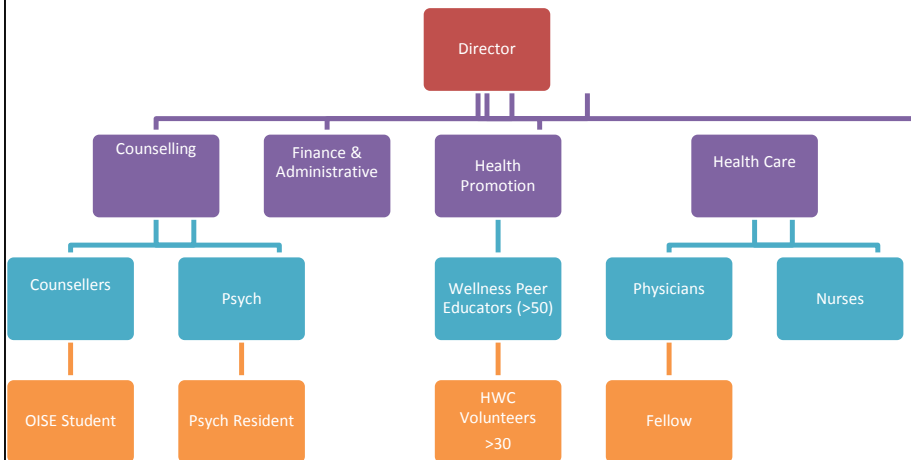 Director
Counselling
Finance &
Administrative
Health
Promotion
Health Care
Counsellers
Psych
Wellness Peer
Educators (>50)
Physicians
Nurses
OISE Student
Psych Resident
HWC
Volunteers
>30
Fellow